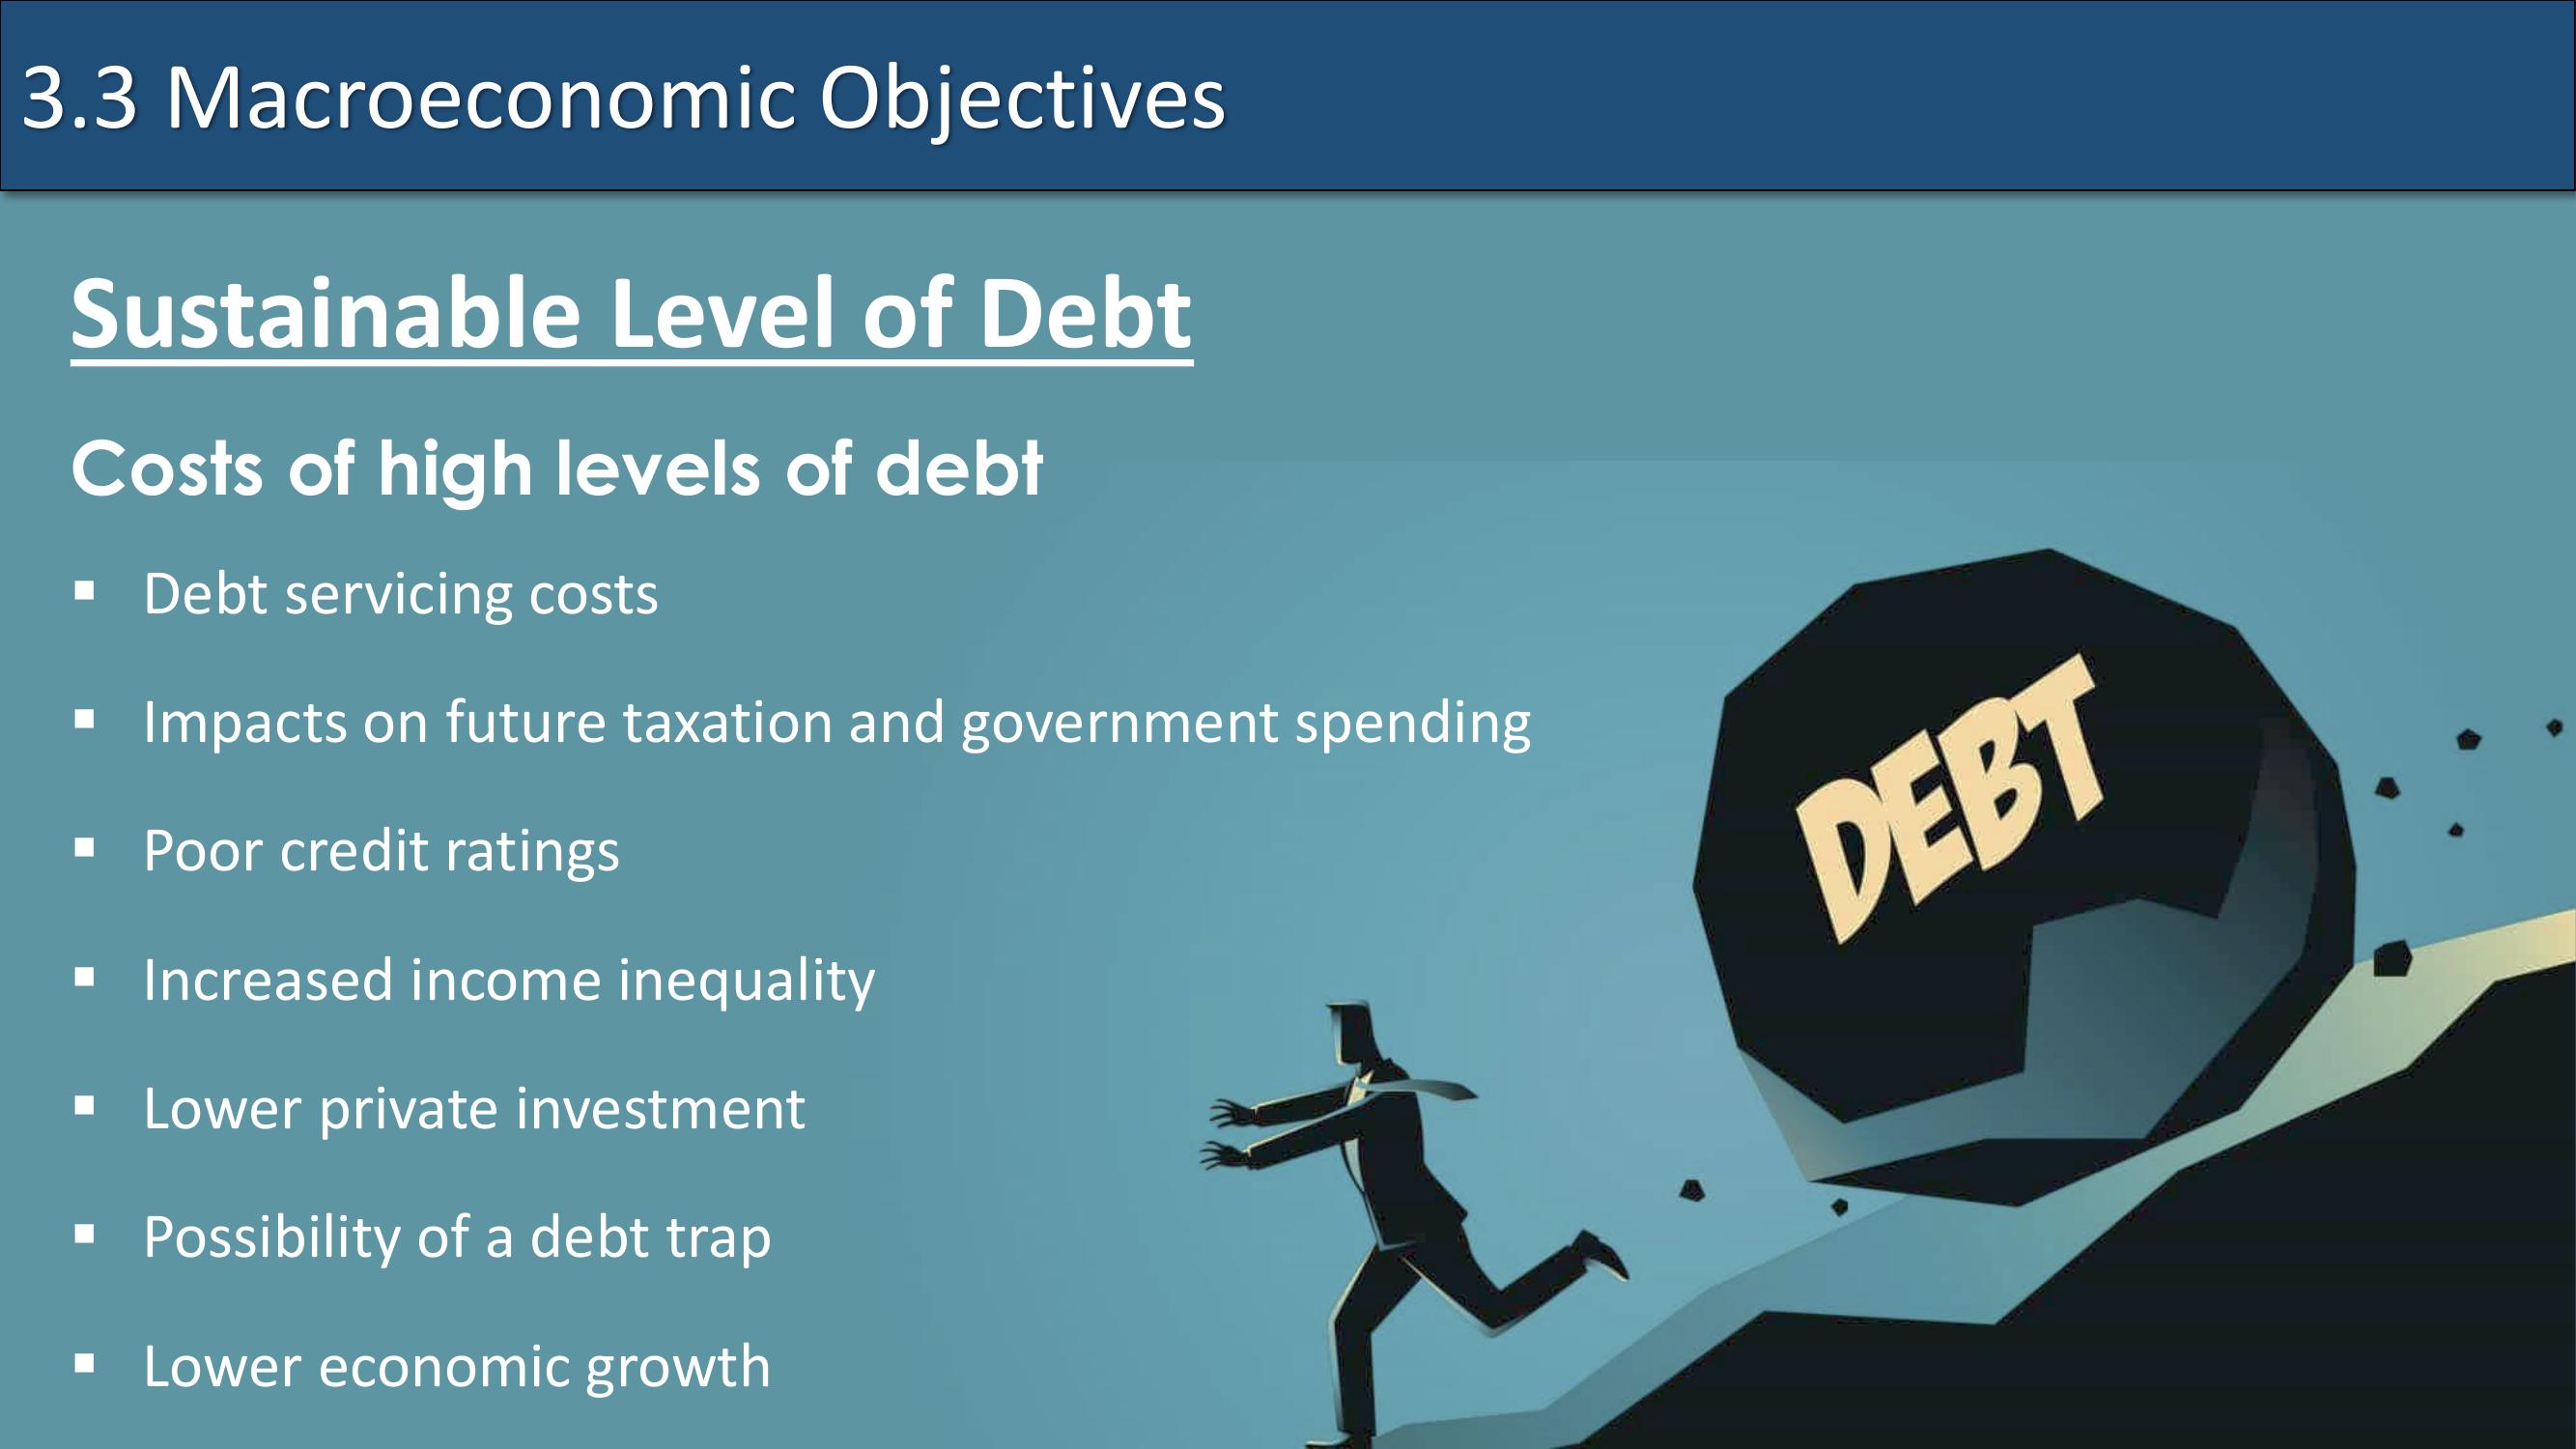 3.3 Macroeconomic Objectives
Sustainable Level of Debt
Costs of high levels of debt
▪ Debt servicing costs
▪ Impacts on future taxation and government spending
▪ Poor credit ratings
▪ Increased income inequality
▪ Lower private investment
▪ Possibility of a debt trap
▪ Lower economic growth
DEBT